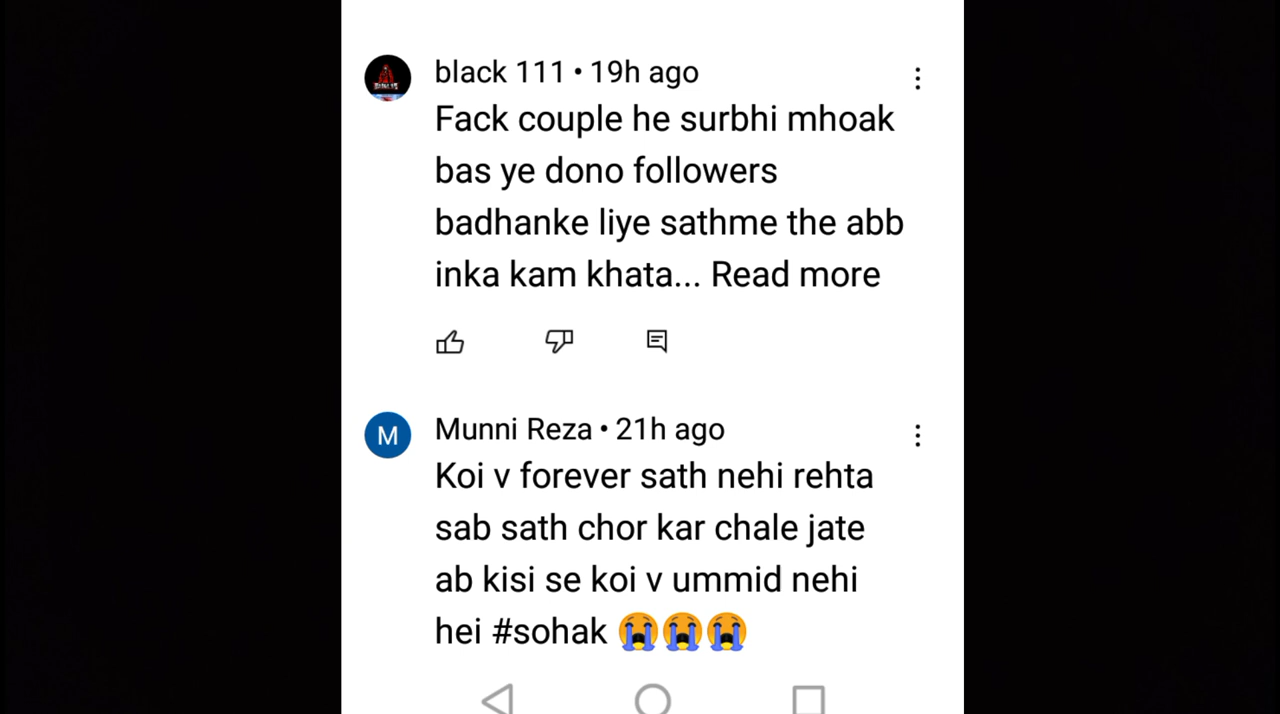 black 111 • 19h ago
Fack couple he surbhi mhoak
bas ye dono followers
badhanke liye sathme the abb
inka kam khata... Read more
M
Munni Reza • 21h ago
Koi v forever sath nehi rehta
sab sath chor kar chale jate
ab kisi se koi v ummid nehi
hei #sohak 😭😭😭